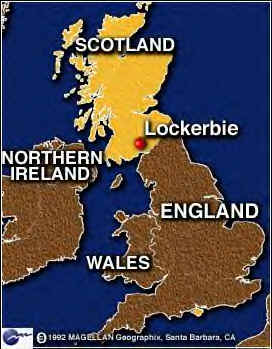 SCOTLAND
Lockerbie
NORTHERN
IRELAND
ENGLAND
WALES
© 1992 MAGELLAN Geographix, Santa Barbara, CA